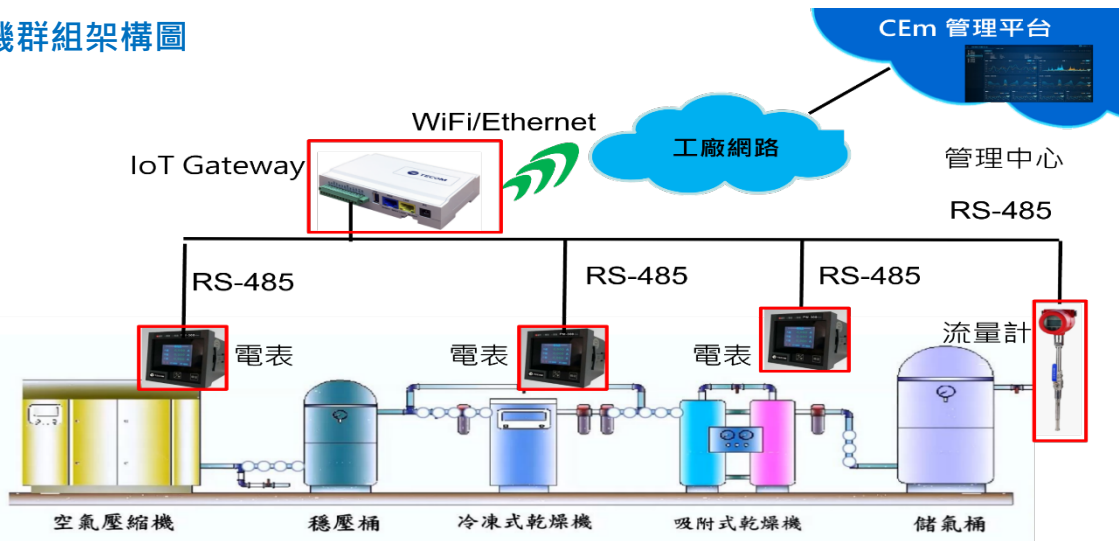 機群組架構圖
CEm 管理平台
WiFi/Ethernet
工廠網路
IoT Gateway
TECOM
管理中心
RS-485
RS-485
RS-485
RS-485
電表
電表
電表
流量計
空氣壓縮機
穩壓桶
冷凍式乾燥機
吸附式乾燥機
儲氣桶